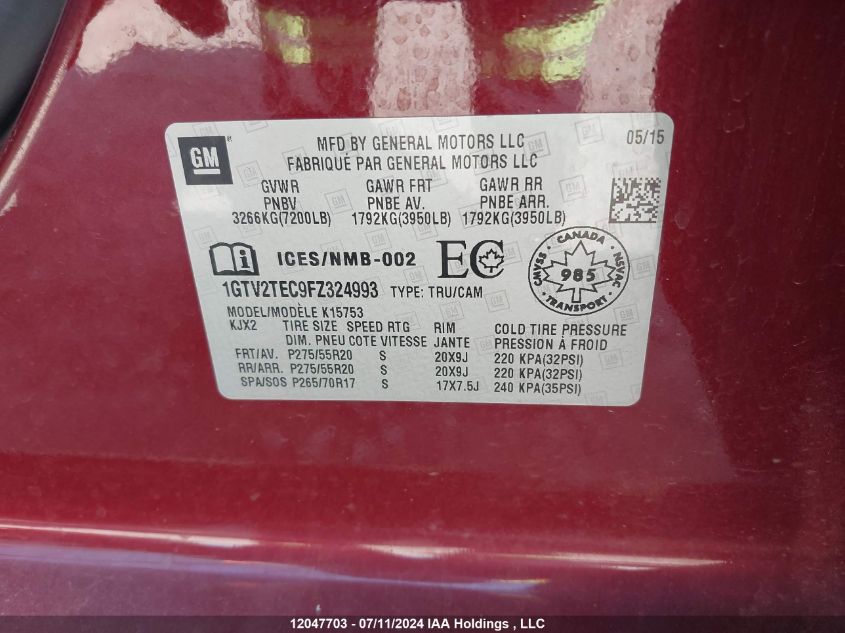 GM
MFD BY GENERAL MOTORS LLC 05/15
FABRIQUÉ PAR GENERAL MOTORS LLC
GVWR GAWR FRT GAWR RR
PNBV PNBE AV. PNBE ARR.
3266KG(7200LB) 1792KG(3950LB) 1792KG(3950LB)
ICES/NMB-002 EC
CANADA
CMVSS 985 NSVAC
TRANSPORT
1GTV2TEC9FZ324993 TYPE: TRU/CAM
MODEL/MODÈLE K15753
KJX2 TIRE SIZE SPEED RTG RIM COLD TIRE PRESSURE
DIM. PNEU COTE VITESSE JANTE PRESSION À FROID
FRT/AV. P275/55R20 S 20X9J 220 KPA(32PSI)
RR/ARR. P275/55R20 S 20X9J 220 KPA(32PSI)
SPA/SOS P265/70R17 S 17X7.5J 240 KPA(35PSI)
12047703 - 07/11/2024 IAA Holdings , LLC